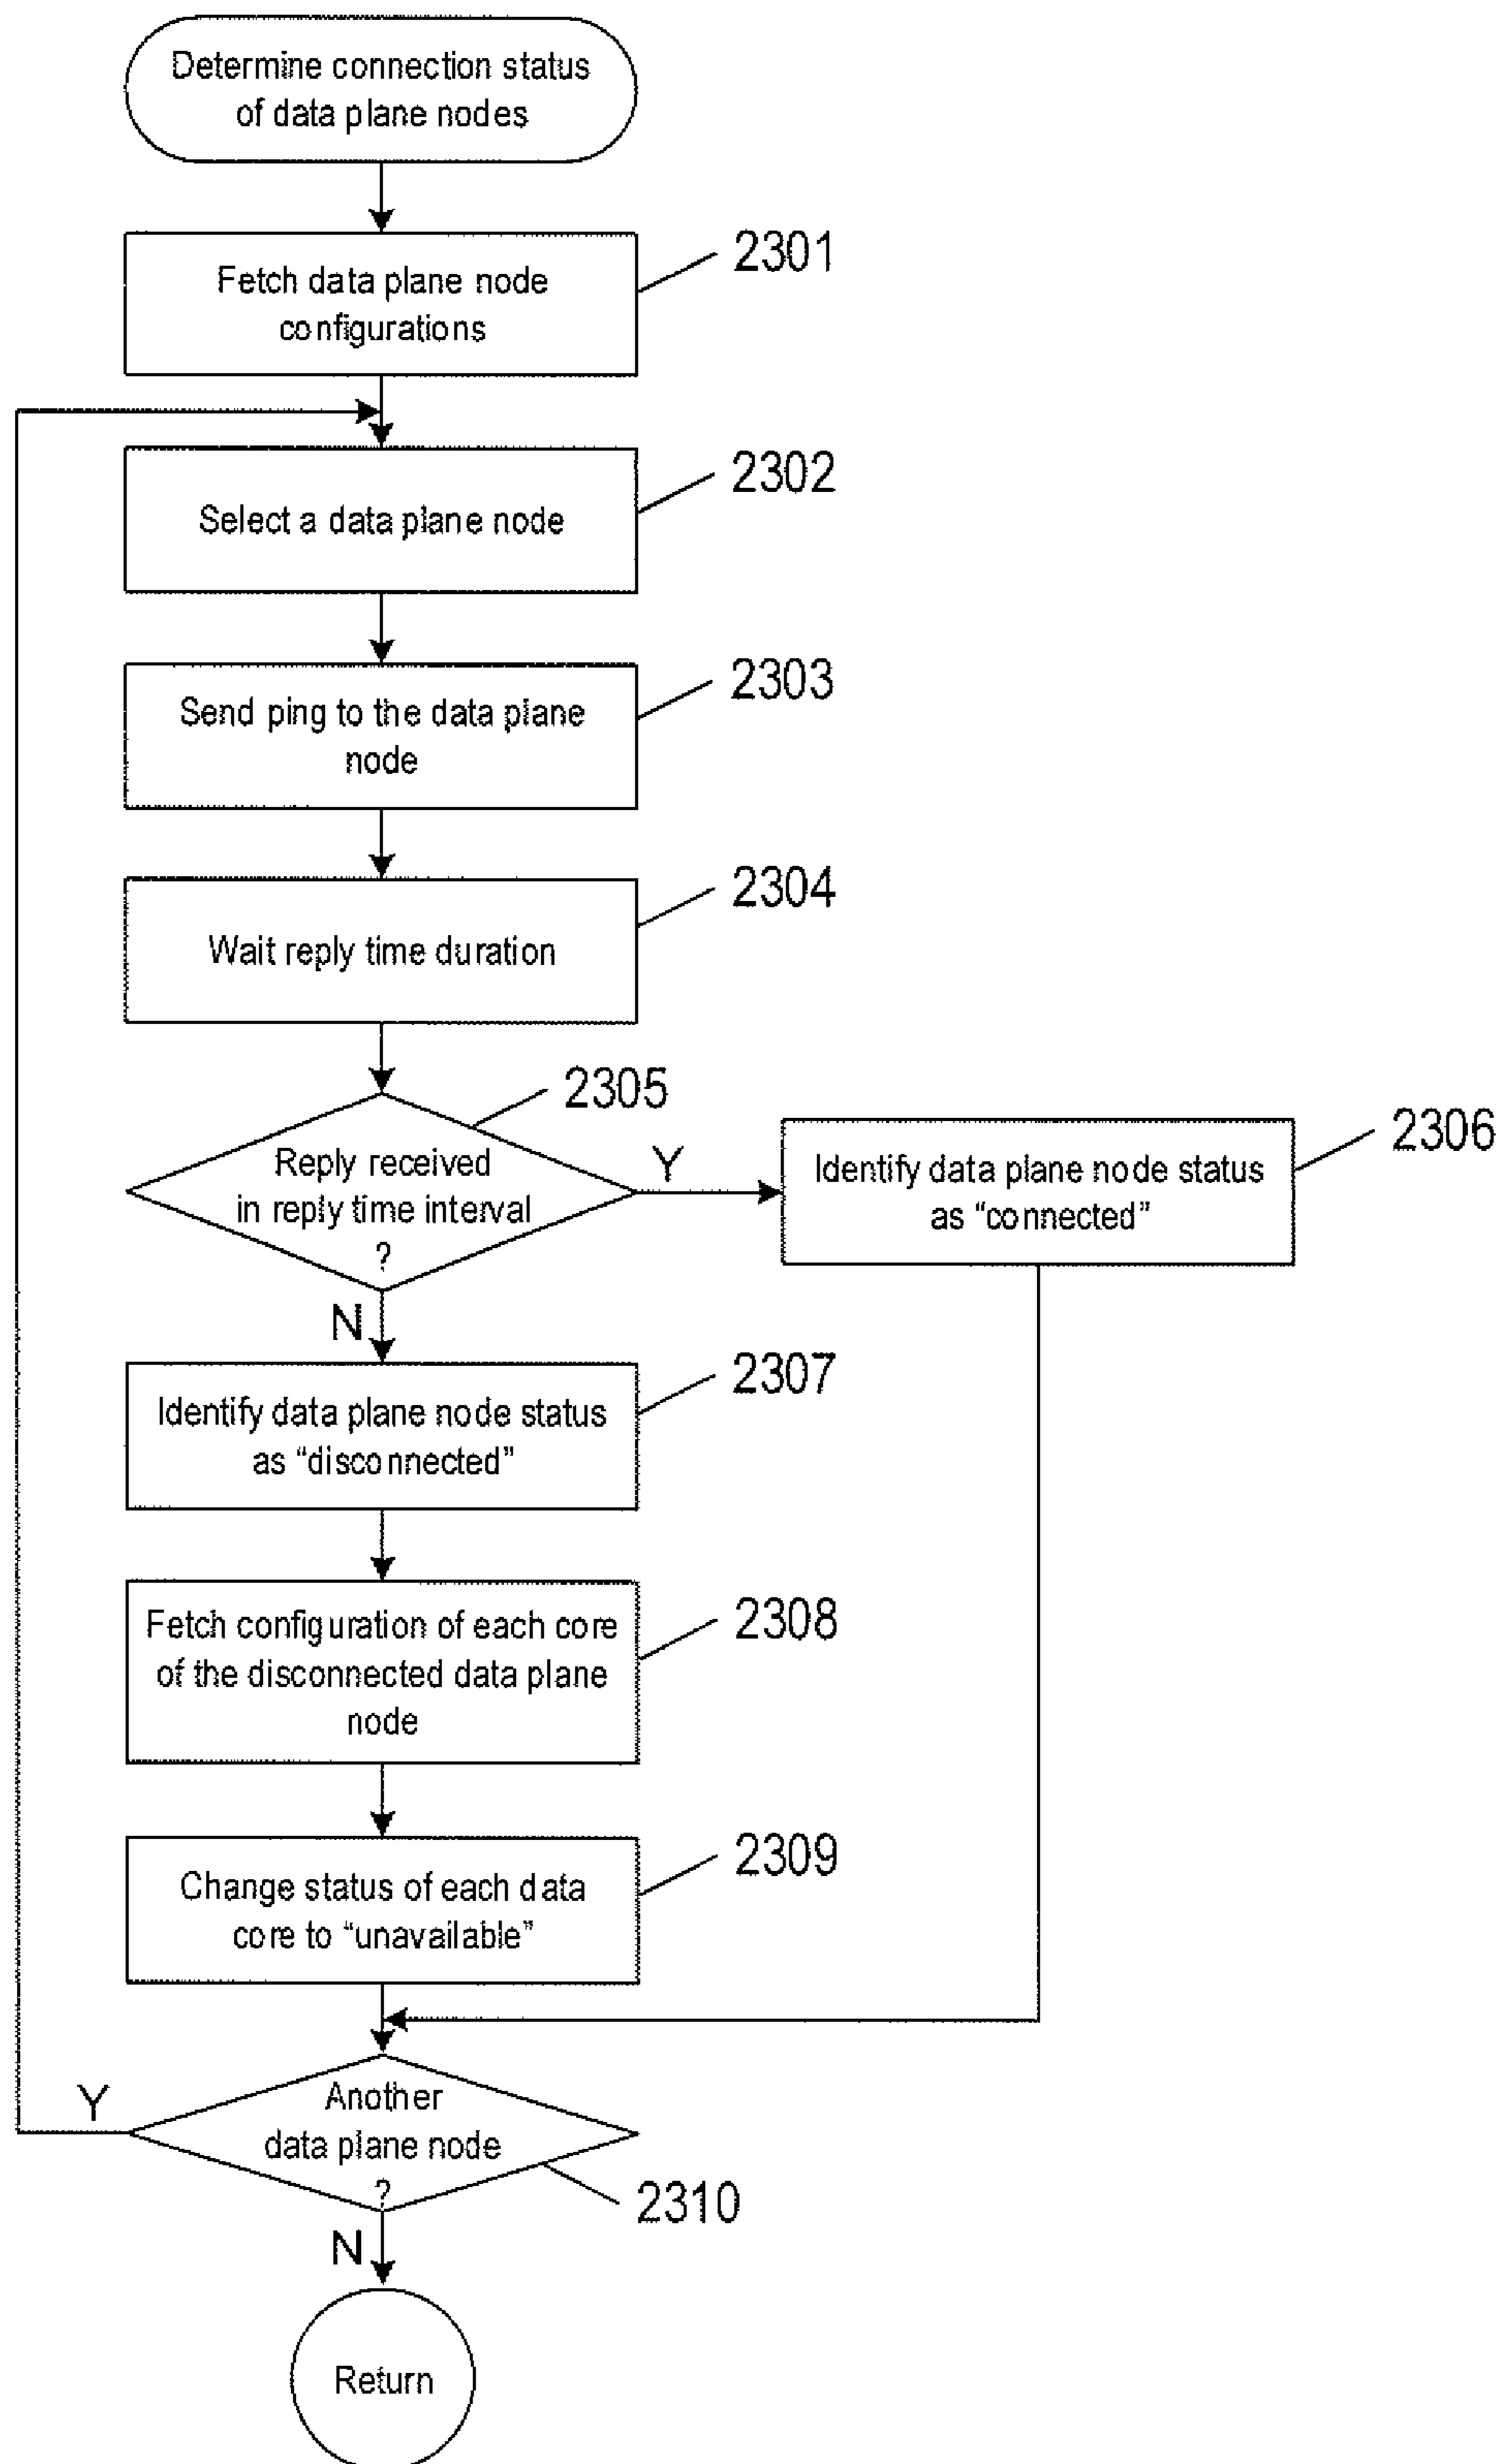 Determine connection status
of data plane nodes
2301
Fetch data plane node
configurations
2302
Select a data plane node
2303
Send ping to the data plane
node
2304
Wait reply time duration
2305
Reply received
in reply time interval
?
Y
2306
Identify data plane node status
as “connected”
N
2307
Identify data plane node status
as “disconnected”
2308
Fetch configuration of each core
of the disconnected data plane
node
2309
Change status of each data
core to “unavailable”
Y
Another
data plane node
?
2310
N
Return